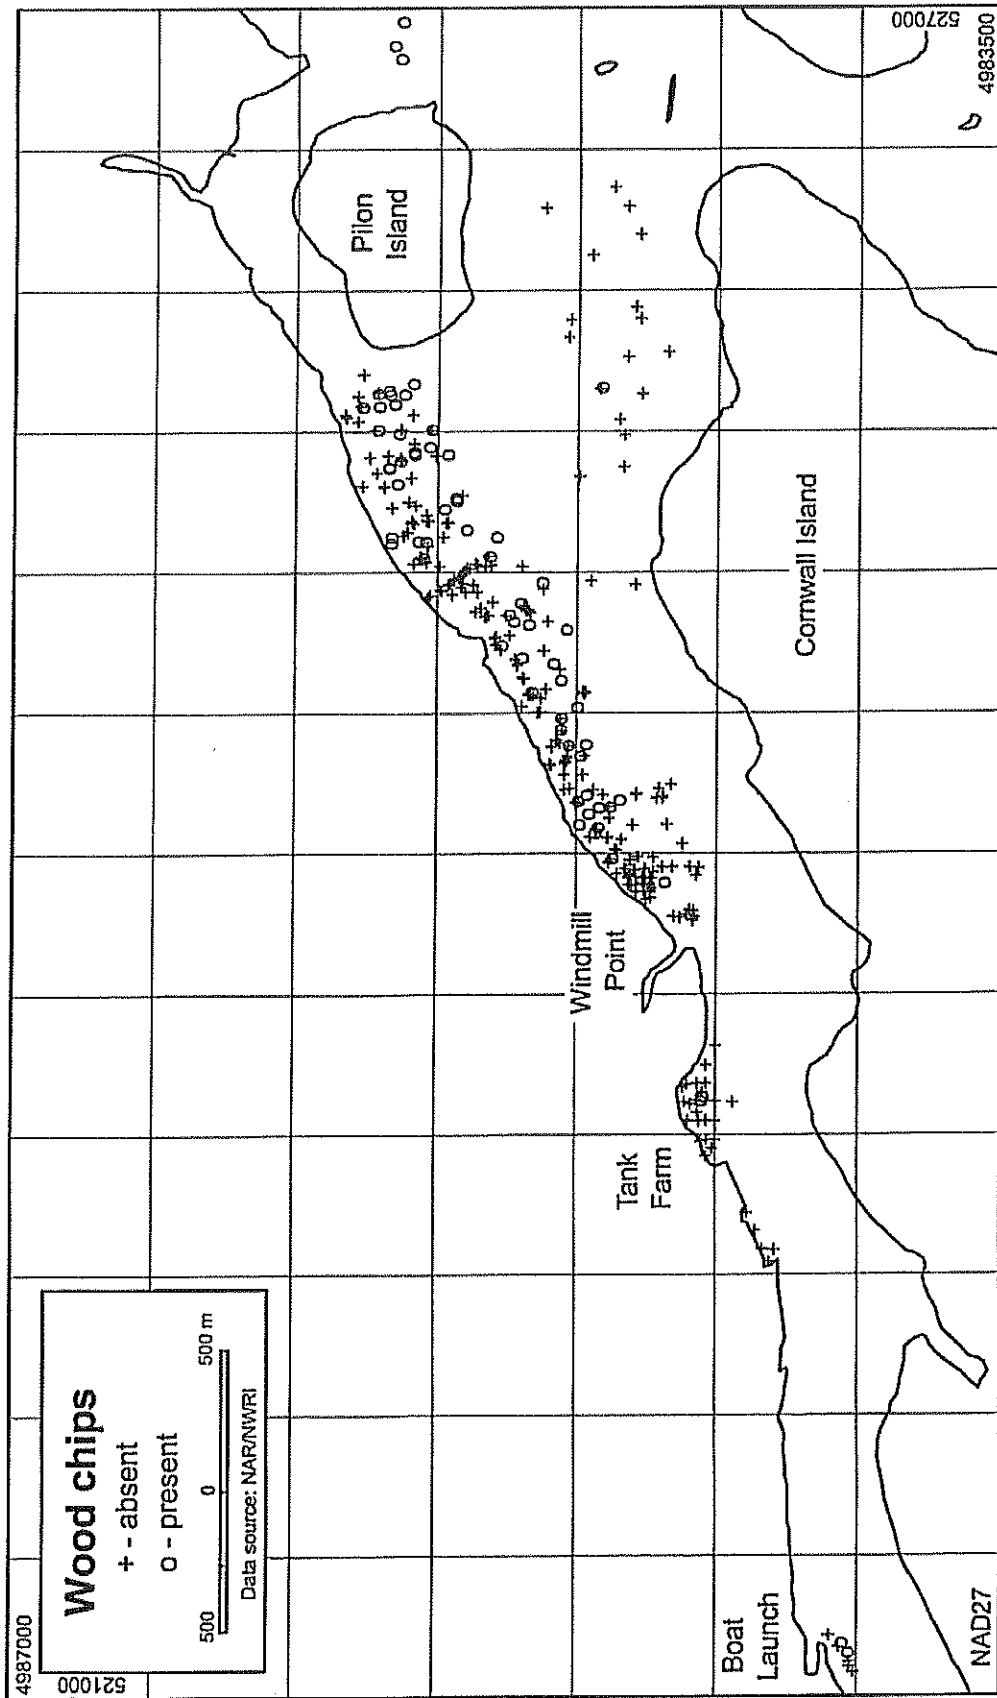 4987000
521000
Wood chips
+ - absent
o - present
500 0 500 m
Data source: NAR/NWRI
Pilon
Island
Windmill
Point
Tank
Farm
Cornwall Island
Boat
Launch
NAD27
527000
4983500